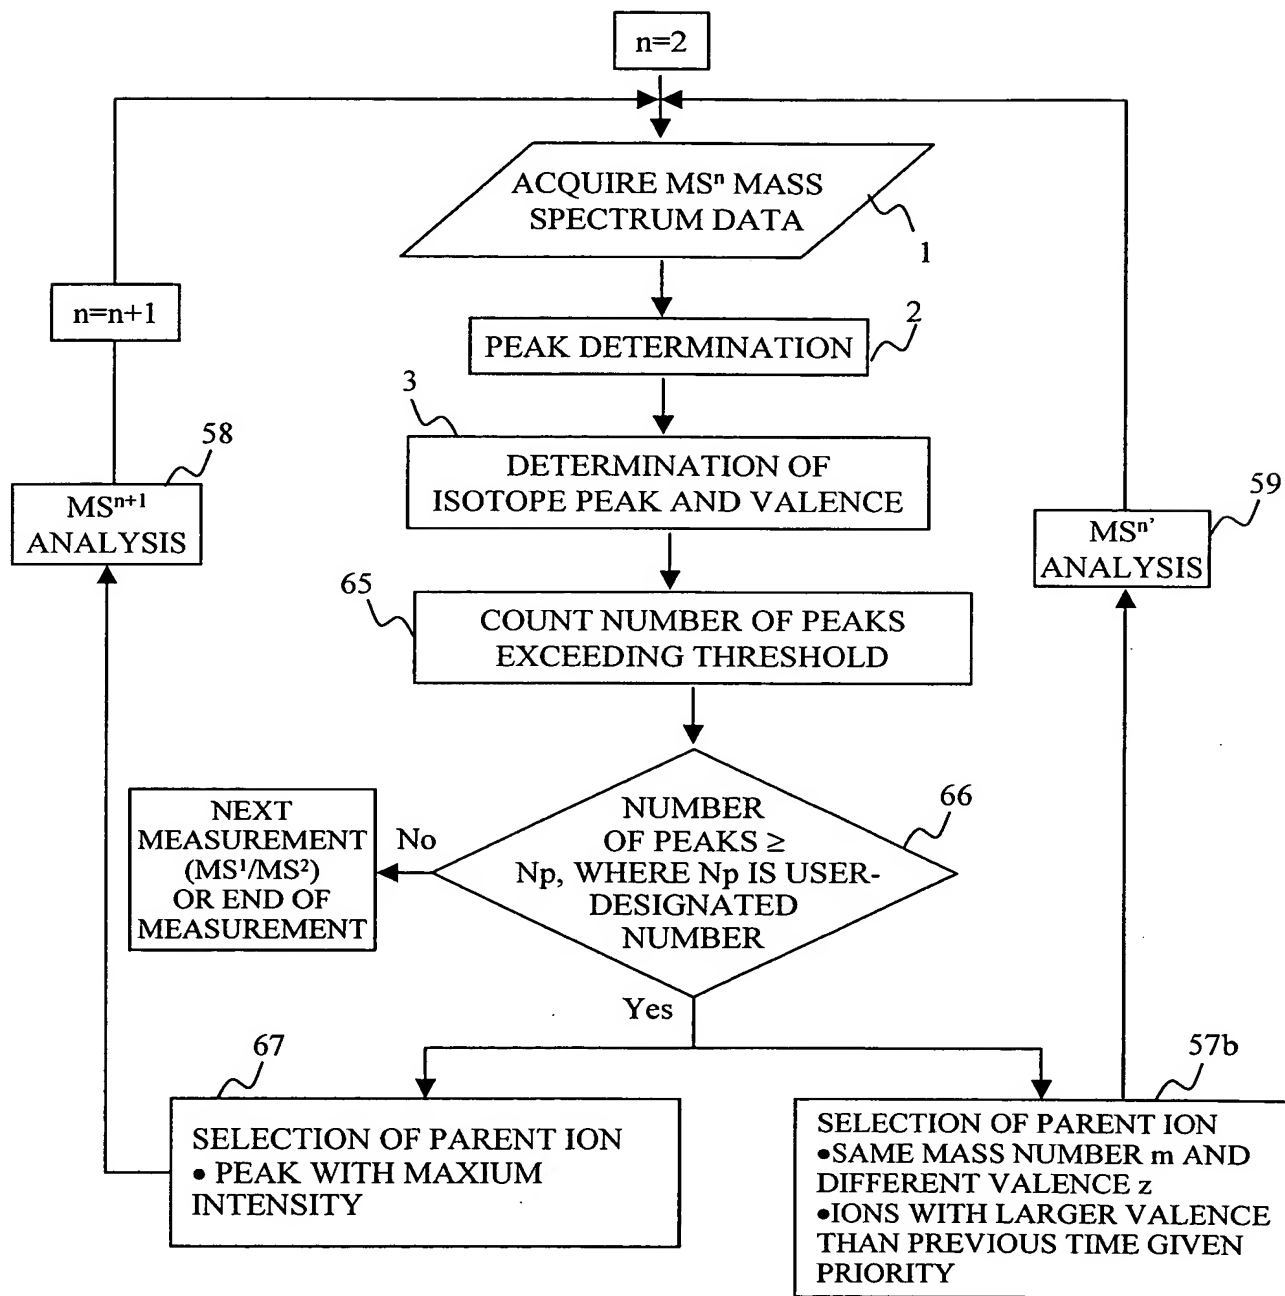 n=2
ACQUIRE MSⁿ MASS
SPECTRUM DATA
1
n=n+1
PEAK DETERMINATION
2
3
DETERMINATION OF
ISOTOPE PEAK AND VALENCE
58
MSⁿ⁺¹
ANALYSIS
59
MSⁿ’
ANALYSIS
65
COUNT NUMBER OF PEAKS
EXCEEDING THRESHOLD
66
NUMBER
OF PEAKS ≥
Np, WHERE Np IS USER-
DESIGNATED
NUMBER
No
NEXT
MEASUREMENT
(MS¹/MS²)
OR END OF
MEASUREMENT
Yes
67
SELECTION OF PARENT ION
• PEAK WITH MAXIUM
INTENSITY
57b
SELECTION OF PARENT ION
•SAME MASS NUMBER m AND
DIFFERENT VALENCE z
•IONS WITH LARGER VALENCE
THAN PREVIOUS TIME GIVEN
PRIORITY